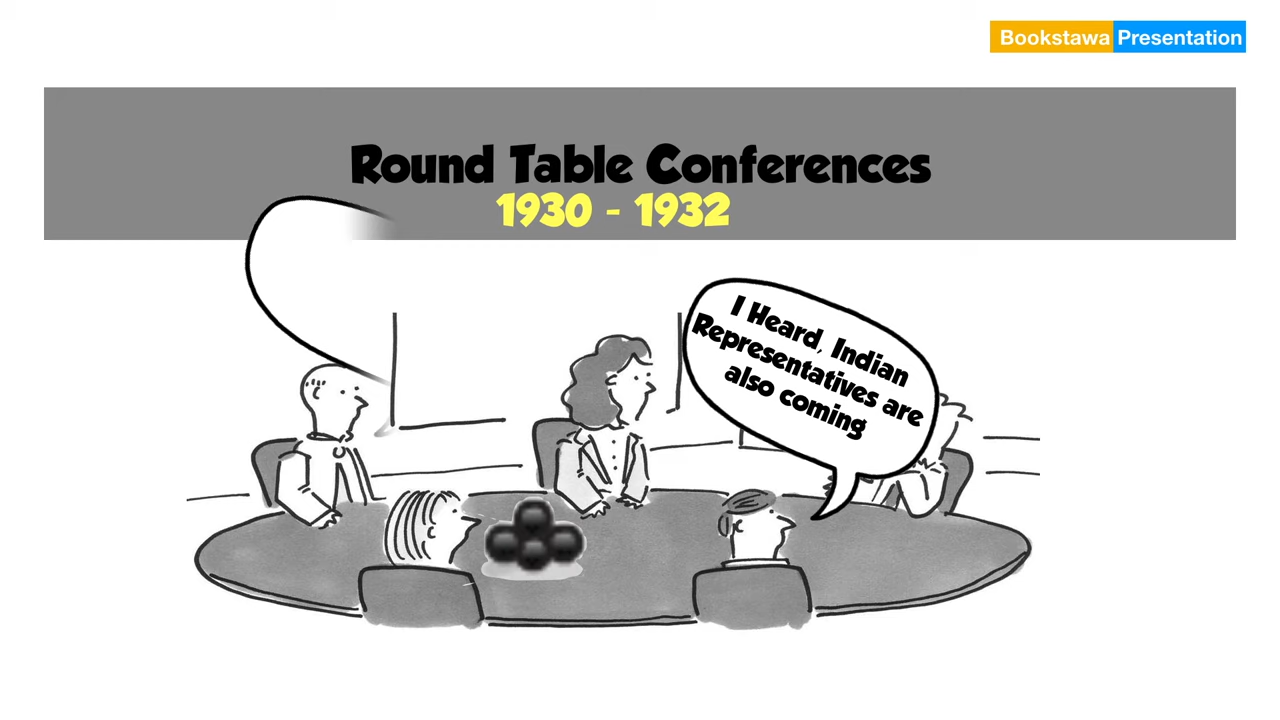 Bookstawa Presentation
Round Table Conferences
1930 - 1932
I Heard, Indian
Representatives are
also coming